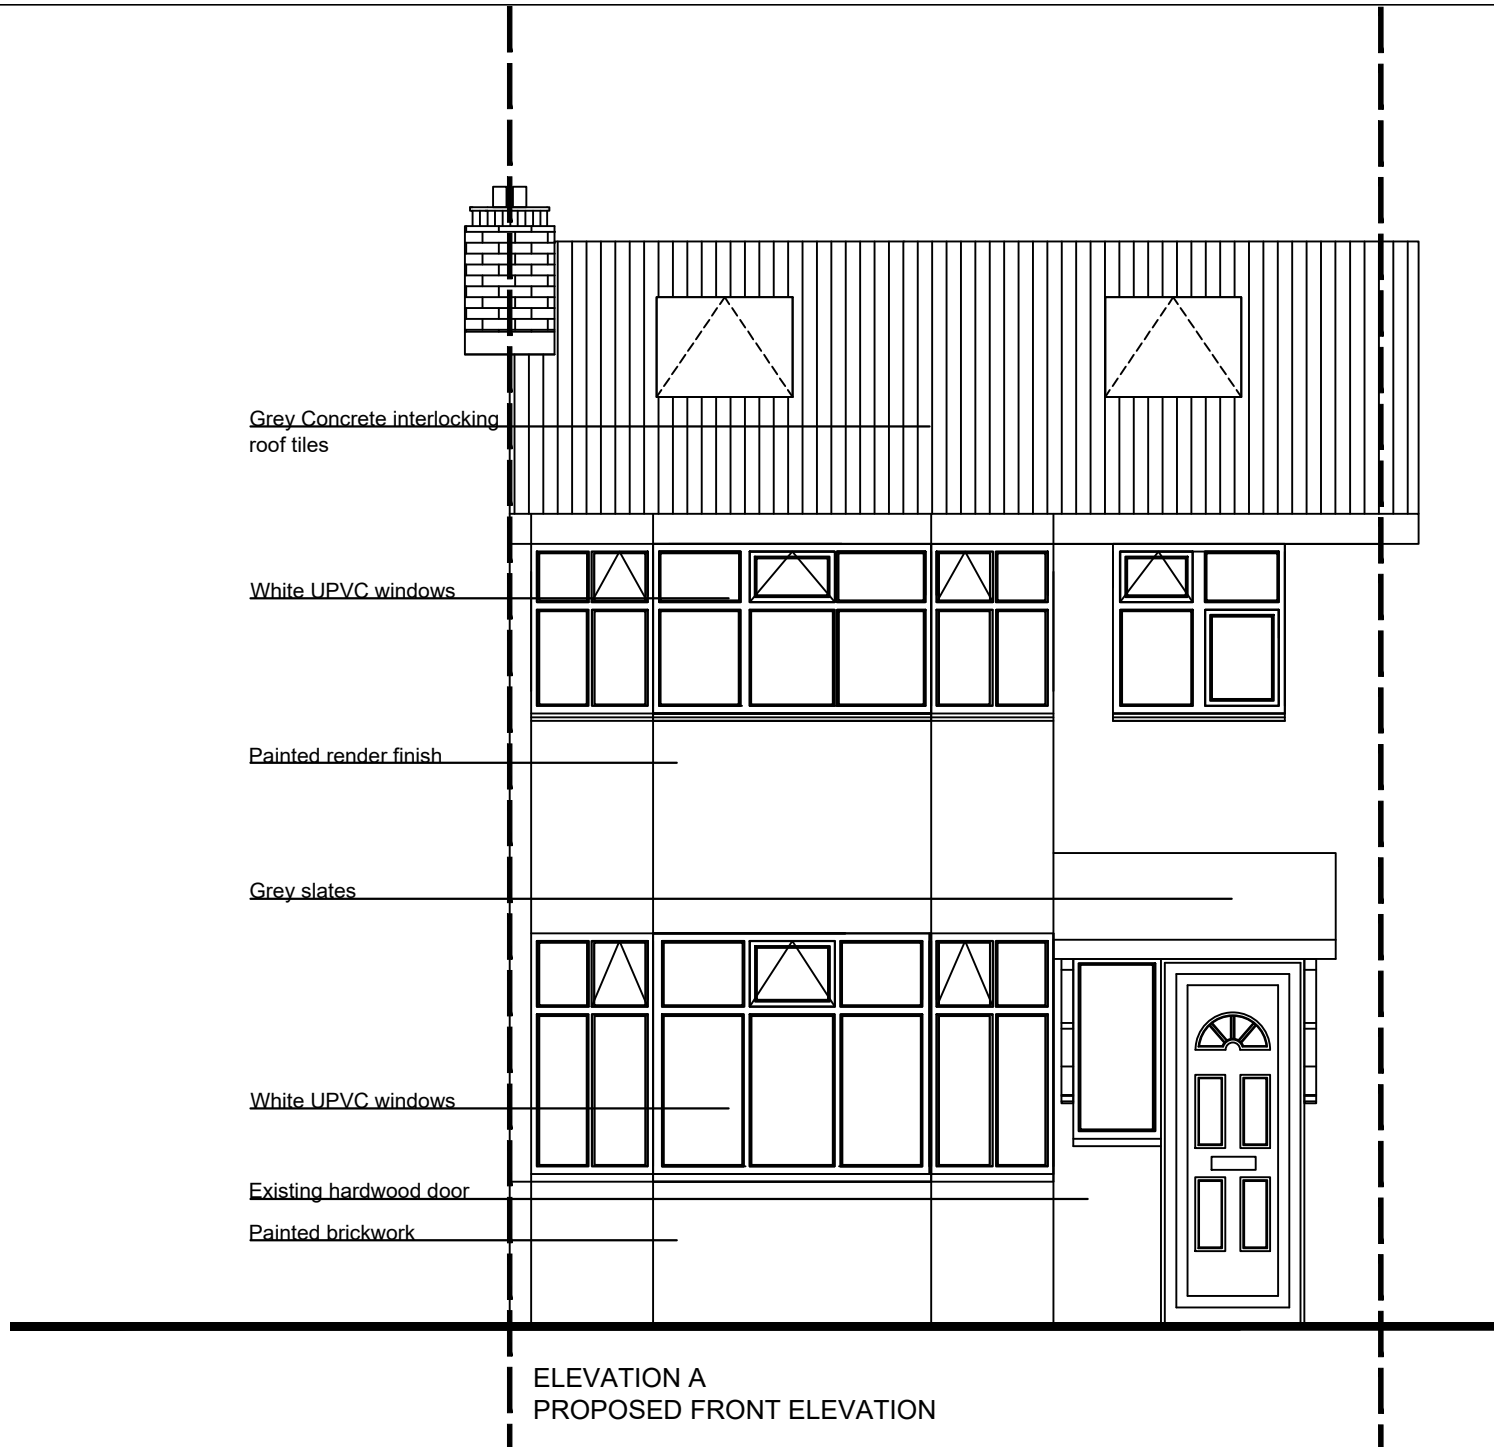 Grey Concrete interlocking
roof tiles
White UPVC windows
Painted render finish
Grey slates
White UPVC windows
Existing hardwood door
Painted brickwork
ELEVATION A
PROPOSED FRONT ELEVATION